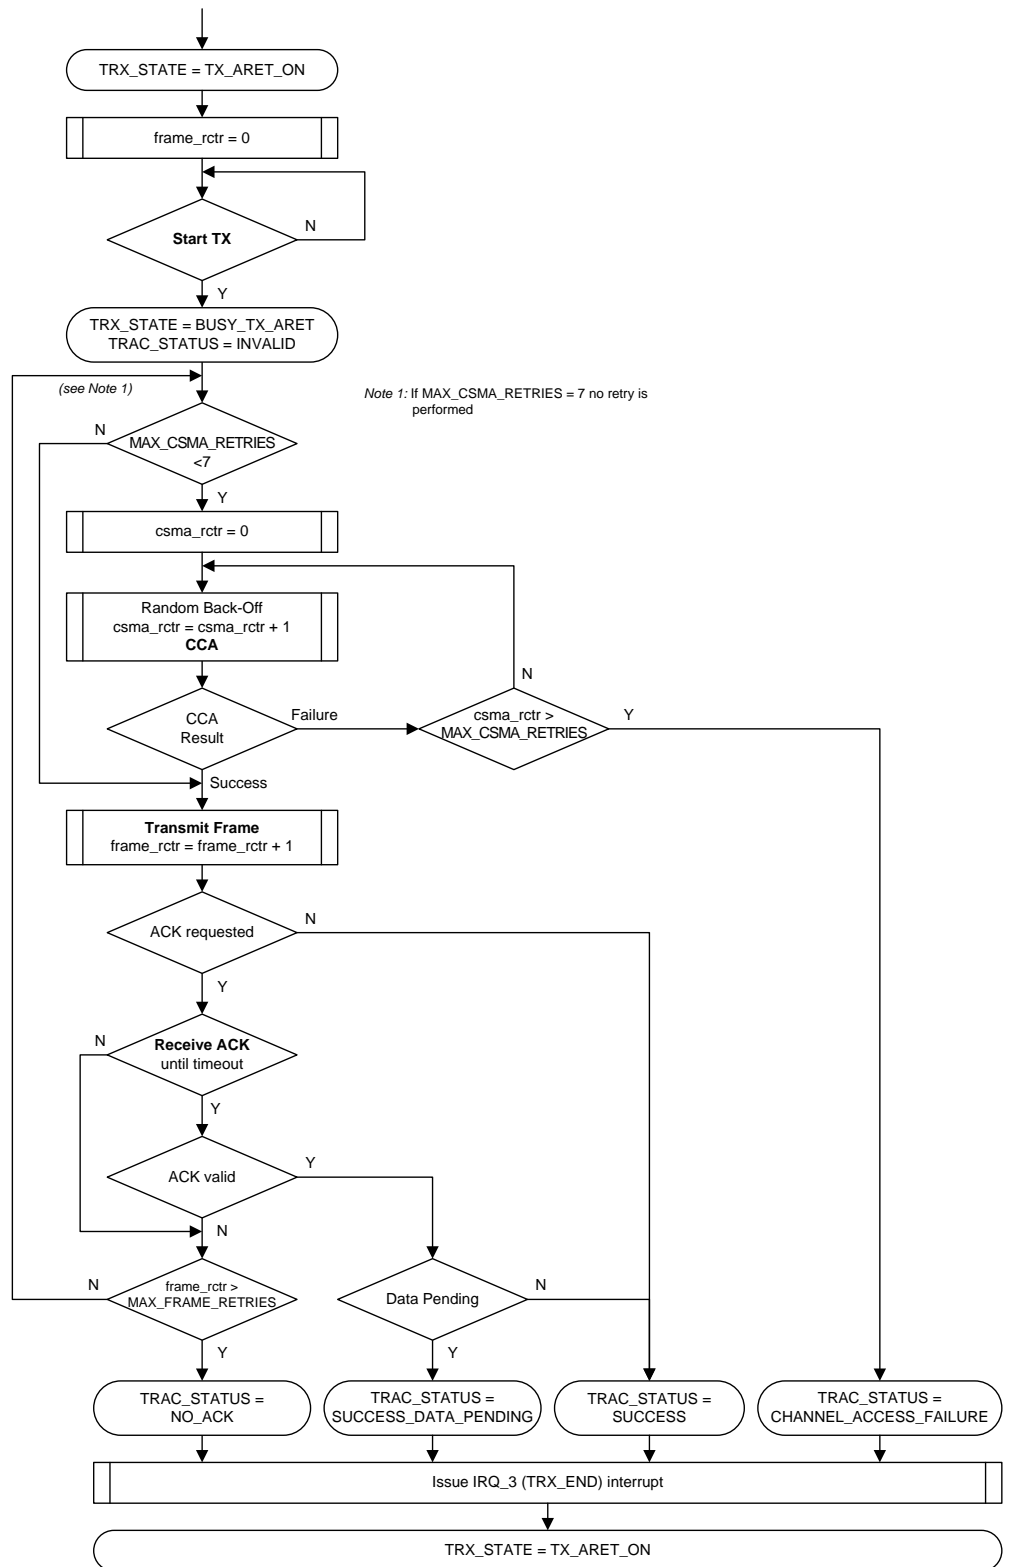 TRX_STATE = TX_ARET_ON
frame_rctr = 0
N
Start TX
Y
TRX_STATE = BUSY_TX_ARET
TRAC_STATUS = INVALID
(see Note 1)
Note 1: If MAX_CSMA_RETRIES = 7 no retry is
performed
N
MAX_CSMA_RETRIES
<7
Y
csma_rctr = 0
Random Back-Off
csma_rctr = csma_rctr + 1
CCA
N
CCA
Result
Failure
csma_rctr >
MAX_CSMA_RETRIES
Y
Success
Transmit Frame
frame_rctr = frame_rctr + 1
ACK requested
N
Y
N
Receive ACK
until timeout
Y
ACK valid
Y
N
N
frame_rctr >
MAX_FRAME_RETRIES
Data Pending
N
Y
Y
TRAC_STATUS =
NO_ACK
TRAC_STATUS =
SUCCESS_DATA_PENDING
TRAC_STATUS =
SUCCESS
TRAC_STATUS =
CHANNEL_ACCESS_FAILURE
Issue IRQ_3 (TRX_END) interrupt
TRX_STATE = TX_ARET_ON